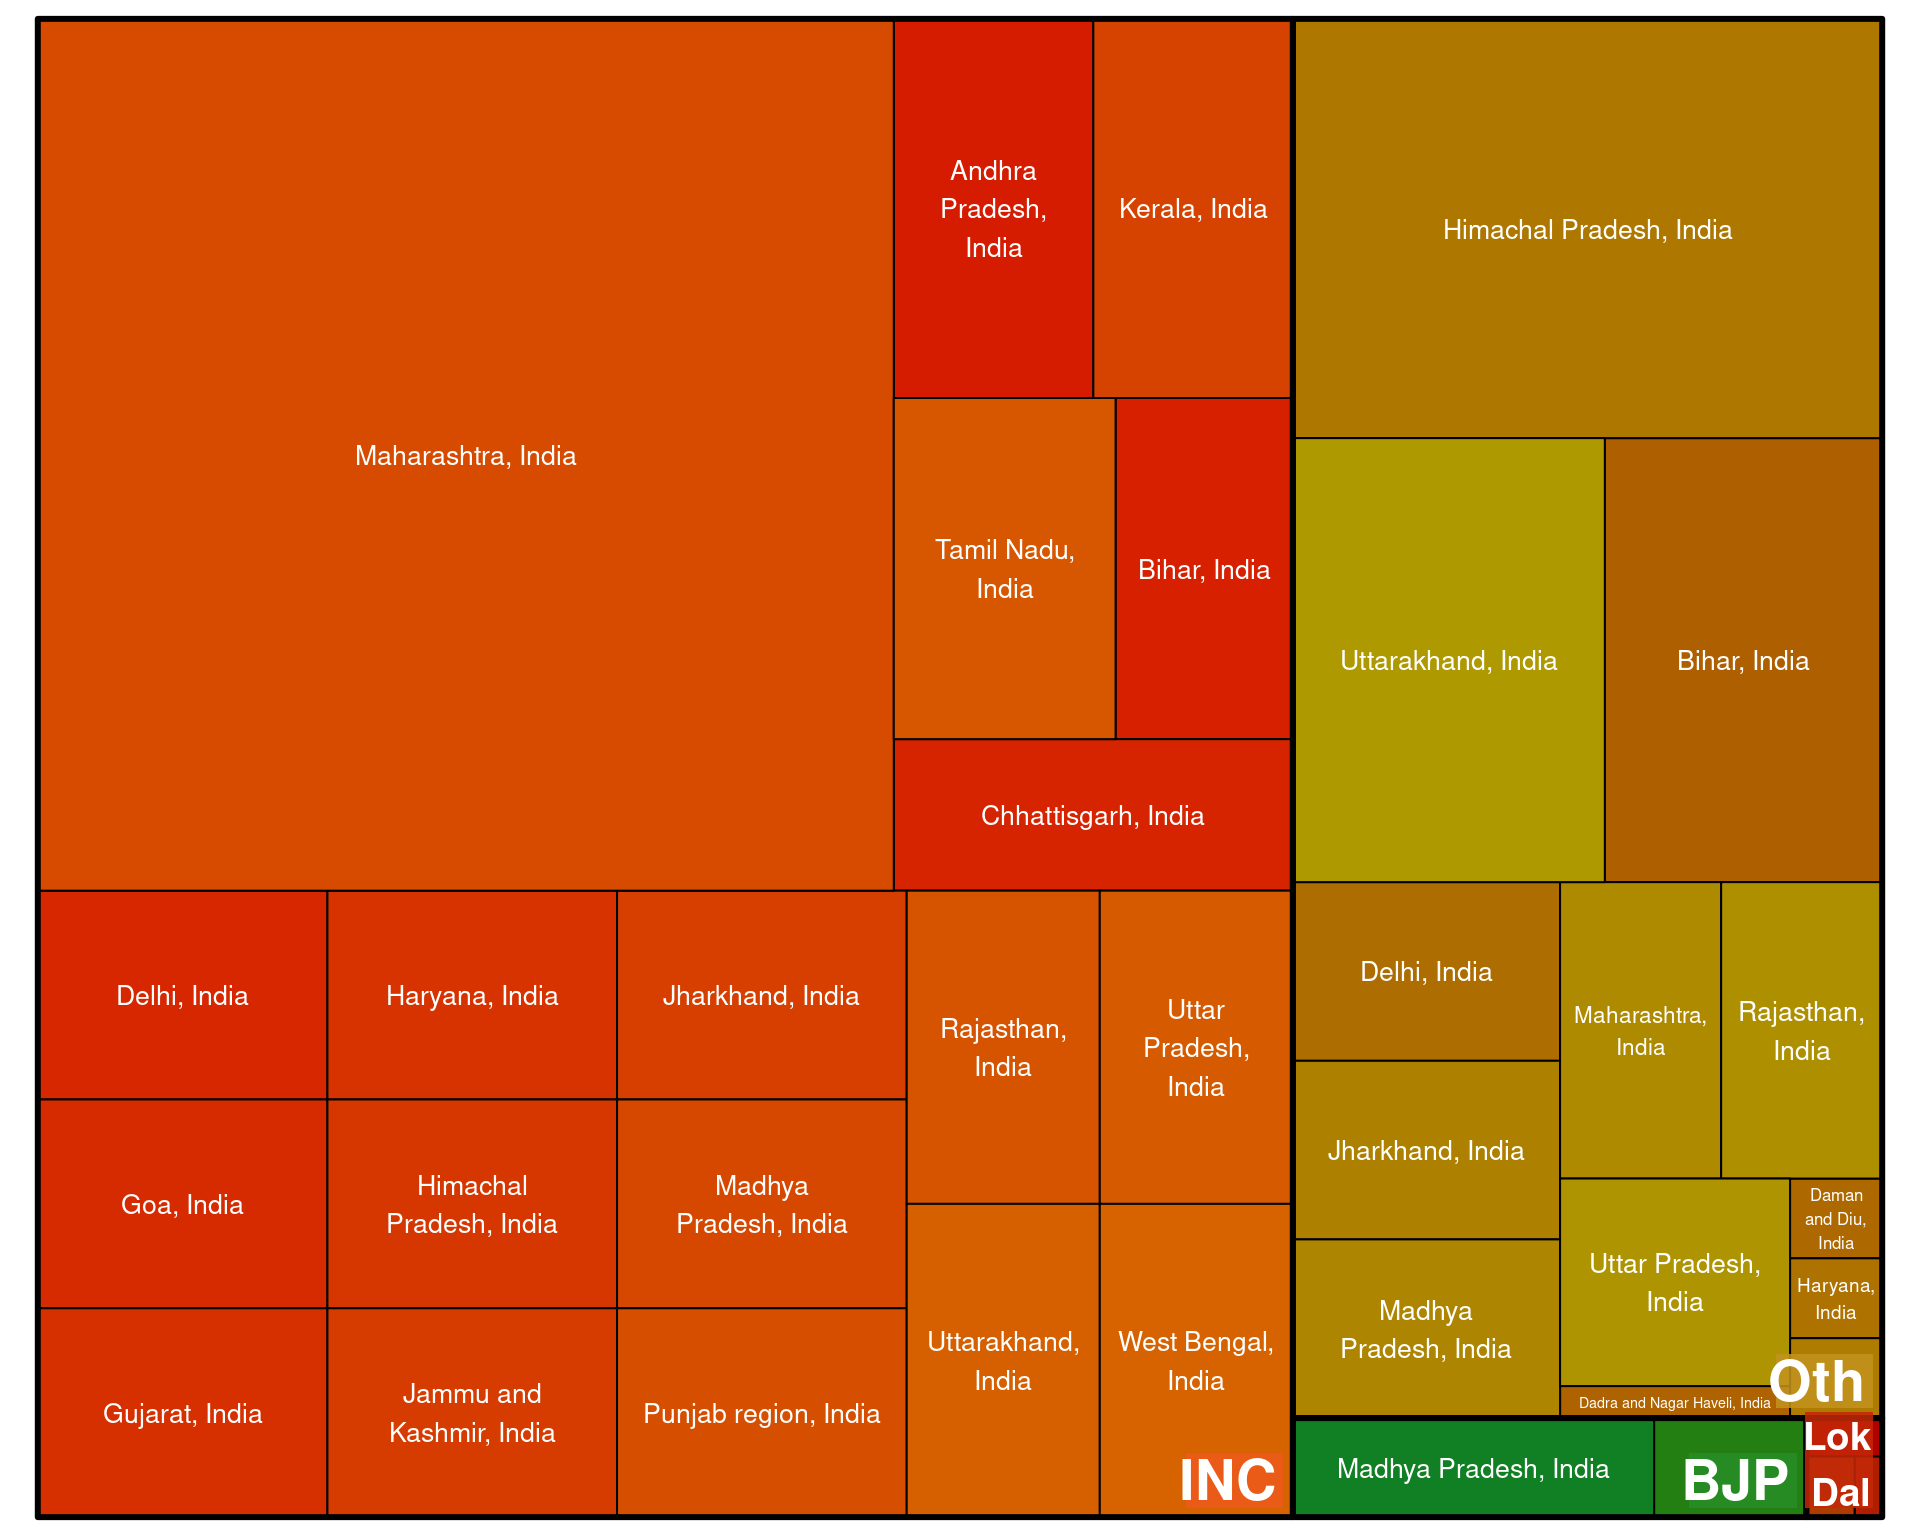 Maharashtra, India
Andhra
Pradesh,
India
Kerala, India
Tamil Nadu,
India
Bihar, India
Chhattisgarh, India
Delhi, India
Haryana, India
Jharkhand, India
Goa, India
Himachal
Pradesh, India
Madhya
Pradesh, India
Gujarat, India
Jammu and
Kashmir, India
Punjab region, India
Rajasthan,
India
Uttar
Pradesh,
India
Uttarakhand,
India
West Bengal,
India
INC
Himachal Pradesh, India
Uttarakhand, India
Bihar, India
Delhi, India
Jharkhand, India
Madhya
Pradesh, India
Maharashtra,
India
Rajasthan,
India
Uttar Pradesh,
India
Daman
and Diu,
India
Haryana,
India
Dadra and Nagar Haveli, India
Oth
Madhya Pradesh, India
BJP
Lok
Dal